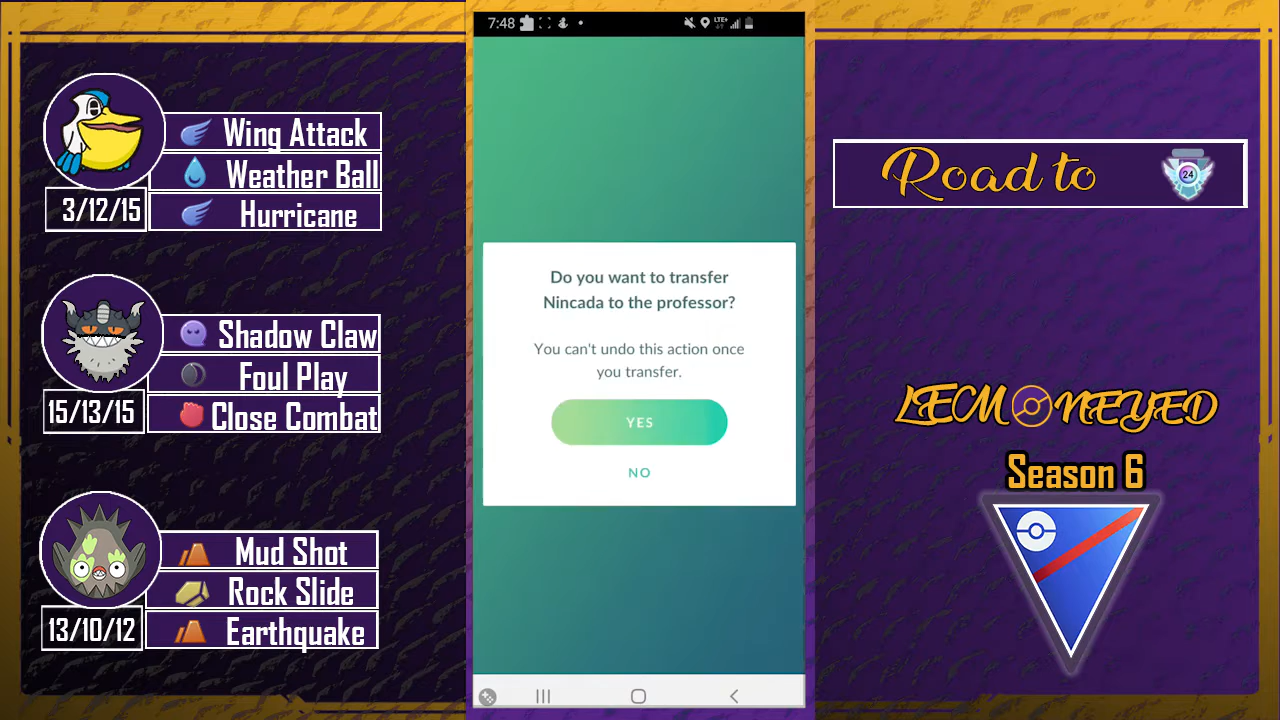 Wing Attack
Weather Ball
Hurricane
3/12/15
Shadow Claw
Foul Play
Close Combat
15/13/15
Mud Shot
Rock Slide
Earthquake
13/10/12
7:48
LTE+
Do you want to transfer
Nincada to the professor?
You can't undo this action once
you transfer.
YES
NO
Road to
24
LECMONEYED
Season 6